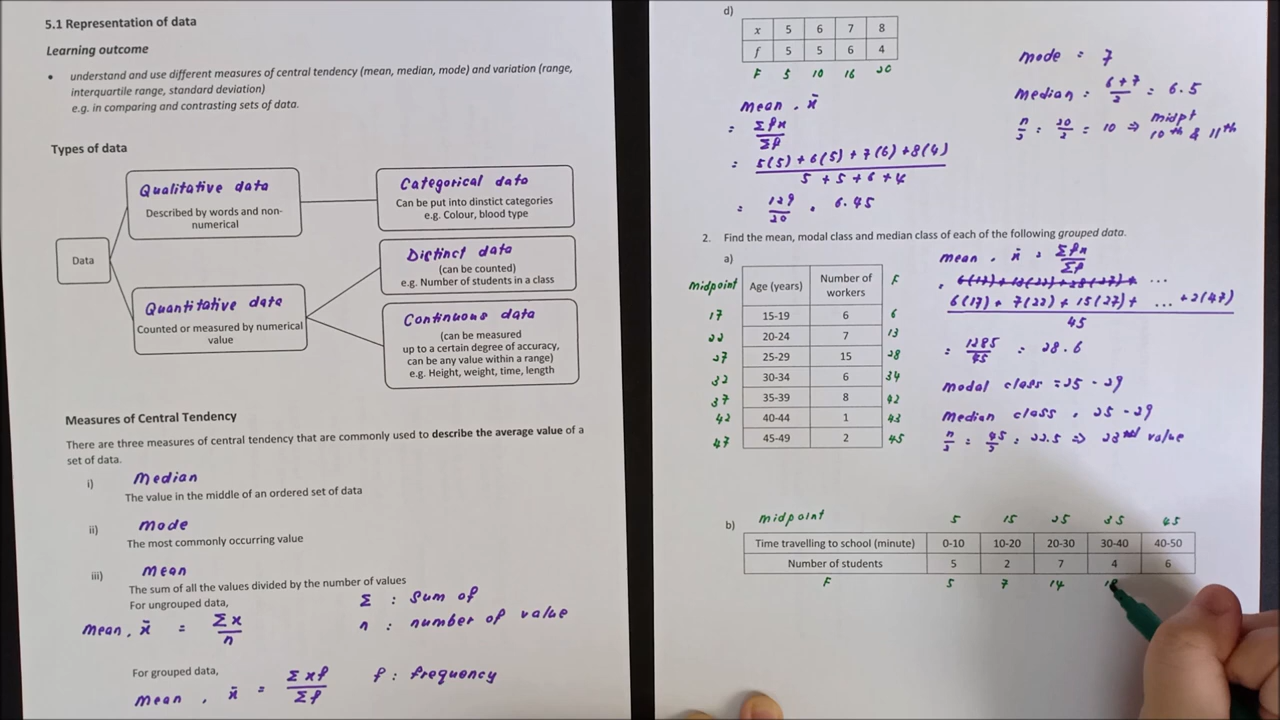 5.1 Representation of data
Learning outcome
• understand and use different measures of central tendency (mean, median, mode) and variation (range,
interquartile range, standard deviation)
e.g. in comparing and contrasting sets of data.
Types of data
Data
Qualitative data
Described by words and non-
numerical
Categorical data
Can be put into dinstict categories
e.g. Colour, blood type
Quantitative data
Counted or measured by numerical
value
Distinct data
(can be counted)
e.g. Number of students in a class
Continuous data
(can be measured
up to a certain degree of accuracy,
can be any value within a range)
e.g. Height, weight, time, length
Measures of Central Tendency
There are three measures of central tendency that are commonly used to describe the average value of a
set of data.
i) Median
The value in the middle of an ordered set of data
ii) mode
The most commonly occurring value
iii) Mean
The sum of all the values divided by the number of values
For ungrouped data,
Mean, x̄ = Σx/n
Σ : sum of
n : number of value
For grouped data,
mean, x̄ = Σxf/Σf
f : frequency
d)
x 5 6 7 8
f 5 5 6 4
F 5 10 16 20
mean, x̄
= Σfx/Σf
= 5(5) + 6(5) + 7(6) + 8(4)
5 + 5 + 6 + 4
= 129/20 = 6.45
mode = 7
Median = 6+7/2 = 6.5
n/2 = 20/2 = 10 ⇒ midpt
10th & 11th
2. Find the mean, modal class and median class of each of the following grouped data.
a)
midpoint Age (years) Number of workers F
17 15-19 6 6
22 20-24 7 13
27 25-29 15 28
32 30-34 6 34
37 35-39 8 42
42 40-44 1 43
47 45-49 2 45
mean, x̄ = Σfx/Σf
= 6(17) + 13(22) + 28(27) + ...
6(17) + 7(22) + 15(27) + ... + 2(47)
45
= 1285/45 = 28.6
modal class = 25 - 29
Median class = 25 - 29
n/2 = 45/2 = 22.5 ⇒ 23rd value
b)
midpoint 5 15 25 35 45
Time travelling to school (minute) 0-10 10-20 20-30 30-40 40-50
Number of students 5 2 7 4 6
F 5 7 14 18